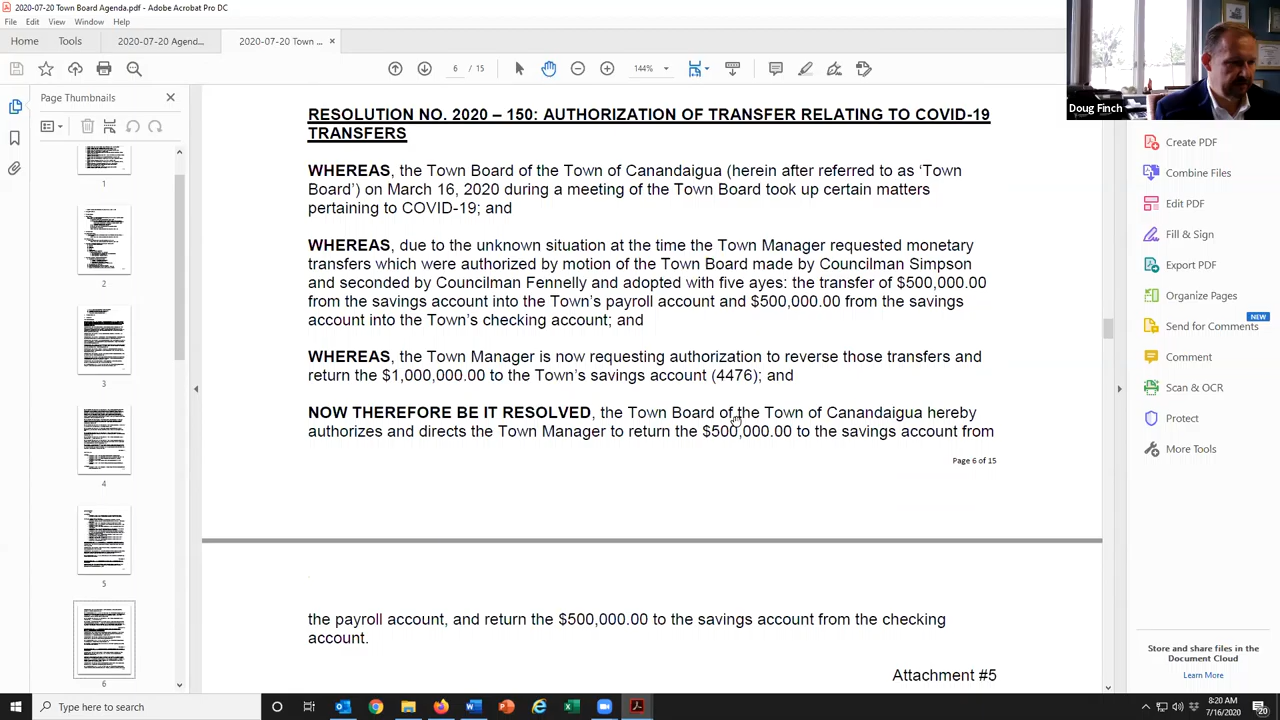 2020-07-20 Town Board Agenda.pdf - Adobe Acrobat Pro DC
File Edit View Window Help
Home Tools 2020-07-20 Agend... 2020-07-20 Town ... ×
6 15 144%
Doug Finch
Page Thumbnails
1
2
3
4
5
6
RESOLUTION NO. 2020 – 150: AUTHORIZATION OF TRANSFER RELATING TO COVID-19
TRANSFERS
WHEREAS, the Town Board of the Town of Canandaigua (herein after referred to as ‘Town
Board’) on March 16, 2020 during a meeting of the Town Board took up certain matters
pertaining to COVID-19; and
WHEREAS, due to the unknown situation at the time the Town Manager requested monetary
transfers which were authorized by motion of the Town Board made by Councilman Simpson
and seconded by Councilman Fennelly and adopted with five ayes: the transfer of $500,000.00
from the savings account into the Town’s payroll account and $500,000.00 from the savings
account into the Town’s checking account; and
WHEREAS, the Town Manager is now requesting authorization to reverse those transfers and
return the $1,000,000.00 to the Town’s savings account (4476); and
NOW THEREFORE BE IT RESOLVED, the Town Board of the Town of Canandaigua hereby
authorizes and directs the Town Manager to return the $500,000.00 to the savings account from
Page 6 of 15
the payroll account; and return the $500,000.00 to the savings account from the checking
account.
Attachment #5
Create PDF
Combine Files
Edit PDF
Fill & Sign
Export PDF
Organize Pages
NEW
Send for Comments
Comment
Scan & OCR
Protect
More Tools
Store and share files in the
Document Cloud
Learn More
Type here to search
8:20 AM
7/16/2020
20